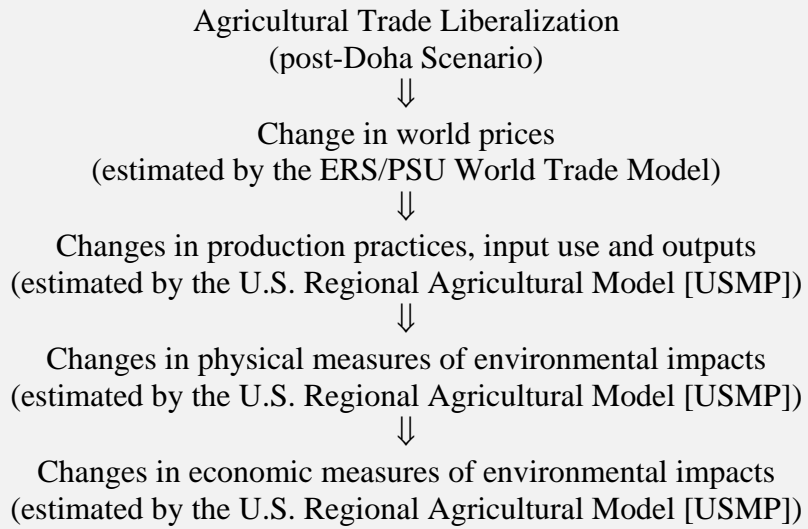 Agricultural Trade Liberalization
(post-Doha Scenario)
⇓
Change in world prices
(estimated by the ERS/PSU World Trade Model)
⇓
Changes in production practices, input use and outputs
(estimated by the U.S. Regional Agricultural Model [USMP])
⇓
Changes in physical measures of environmental impacts
(estimated by the U.S. Regional Agricultural Model [USMP])
⇓
Changes in economic measures of environmental impacts
(estimated by the U.S. Regional Agricultural Model [USMP])